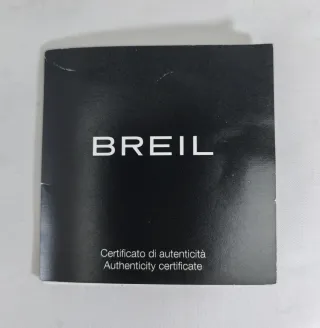 BREIL
Certificato di autenticità
Authenticity certificate